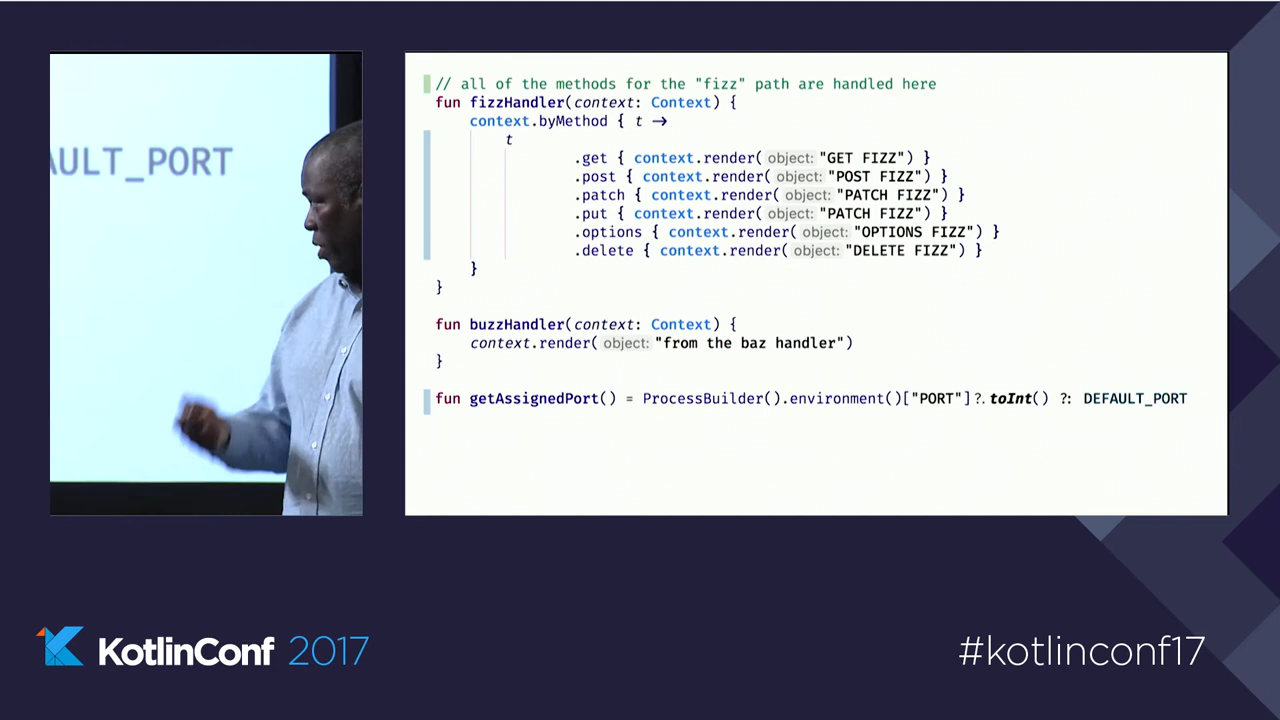 AULT_PORT
// all of the methods for the "fizz" path are handled here
fun fizzHandler(context: Context) {
    context.byMethod { t →
        t
                .get { context.render( object: "GET FIZZ") }
                .post { context.render( object: "POST FIZZ") }
                .patch { context.render( object: "PATCH FIZZ") }
                .put { context.render( object: "PATCH FIZZ") }
                .options { context.render( object: "OPTIONS FIZZ") }
                .delete { context.render( object: "DELETE FIZZ") }
    }
}
fun buzzHandler(context: Context) {
    context.render( object: "from the baz handler")
}
fun getAssignedPort() = ProcessBuilder().environment()["PORT"]?.toInt() ?: DEFAULT_PORT
KotlinConf 2017
#kotlinconf17